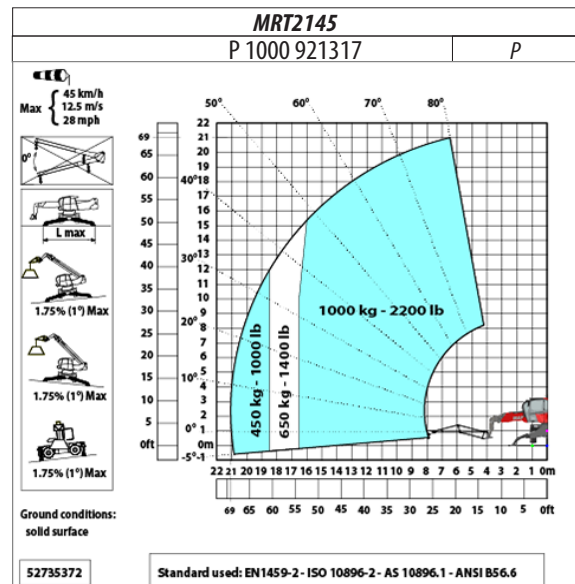 MRT2145
P 1000 921317 P
Max { 45 km/h
12.5 m/s
28 mph
0°
L max
1.75% (1°) Max
1.75% (1°) Max
1.75% (1°) Max
Ground conditions:
solid surface
50° 60° 70° 80°
40°
30°
20°
10°
0°
-5°
69
65
60
55
50
45
40
35
30
25
20
15
10
5
0ft
22
21
20
19
18
17
16
15
14
13
12
11
10
9
8
7
6
5
4
3
2
1
0m
-1
450 kg - 1000 lb
650 kg - 1400 lb
1000 kg - 2200 lb
22 21 20 19 18 17 16 15 14 13 12 11 10 9 8 7 6 5 4 3 2 1 0m
69 65 60 55 50 45 40 35 30 25 20 15 10 5 0ft
52735372
Standard used: EN1459-2 - ISO 10896-2 - AS 10896.1 - ANSI B56.6